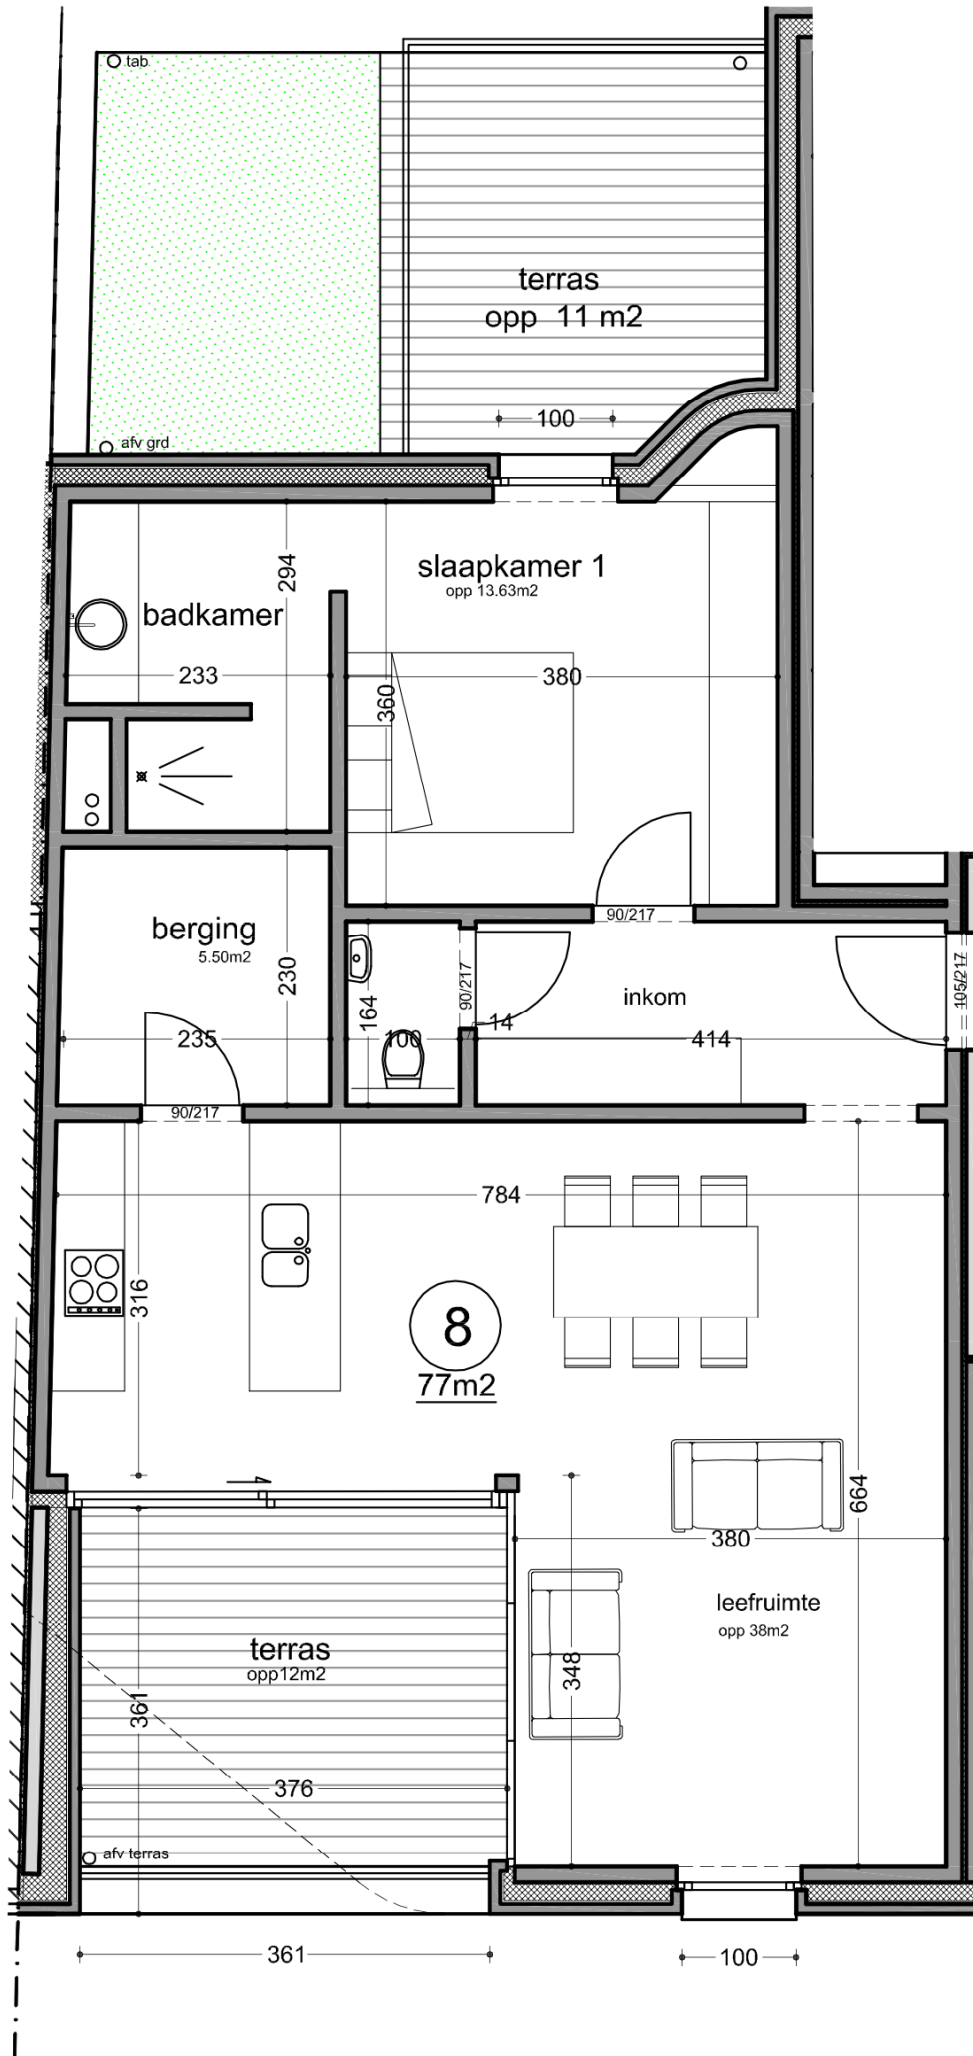 tab
terras
opp 11 m2
100
afv grd
294
slaapkamer 1
opp 13.63m2
badkamer
233
380
360
90/217
berging
5.50m2
230
164
90/217
inkom
105/217
235
100
14
414
90/217
784
316
8
77m2
664
380
leefruimte
opp 38m2
terras
opp12m2
348
361
376
afv terras
361
100